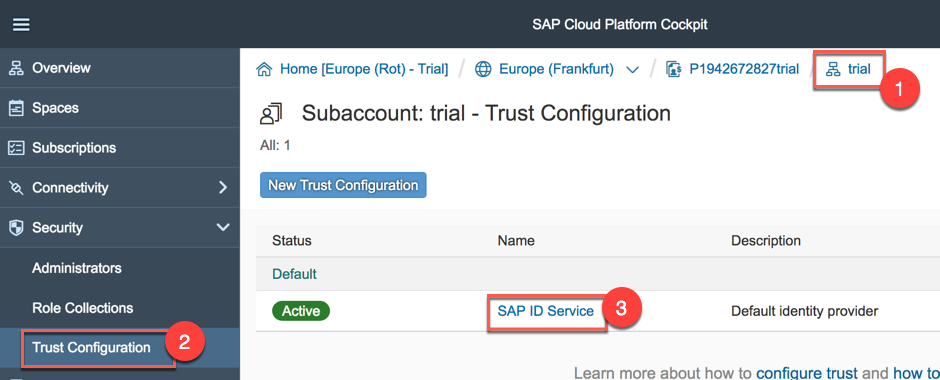 SAP Cloud Platform Cockpit
Overview
Spaces
Subscriptions
Connectivity
Security
Administrators
Role Collections
Trust Configuration
2
Home [Europe (Rot) - Trial] / Europe (Frankfurt) / P1942672827trial / trial
1
Subaccount: trial - Trust Configuration
All: 1
New Trust Configuration
Status Name Description
Default
Active SAP ID Service 3 Default identity provider
Learn more about how to configure trust and how to